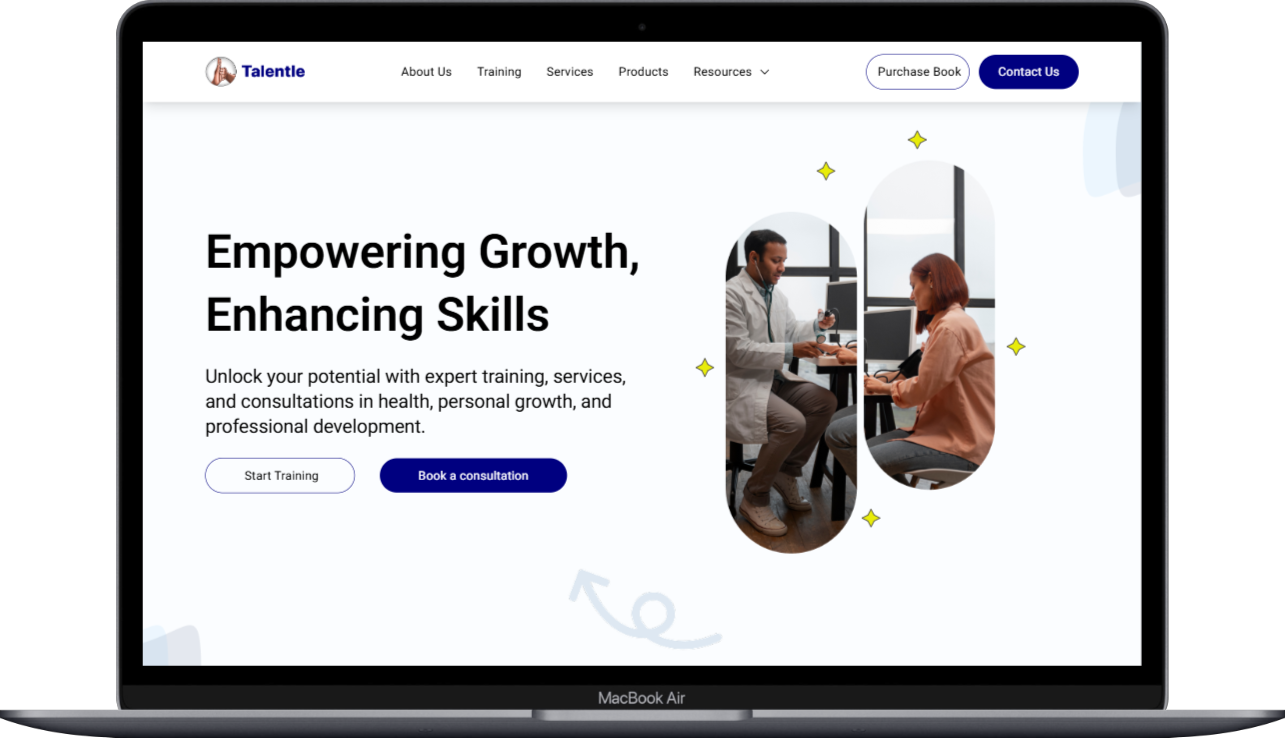 Talentle
About Us
Training
Services
Products
Resources
Purchase Book
Contact Us
Empowering Growth,
Enhancing Skills
Unlock your potential with expert training, services,
and consultations in health, personal growth, and
professional development.
Start Training
Book a consultation
MacBook Air